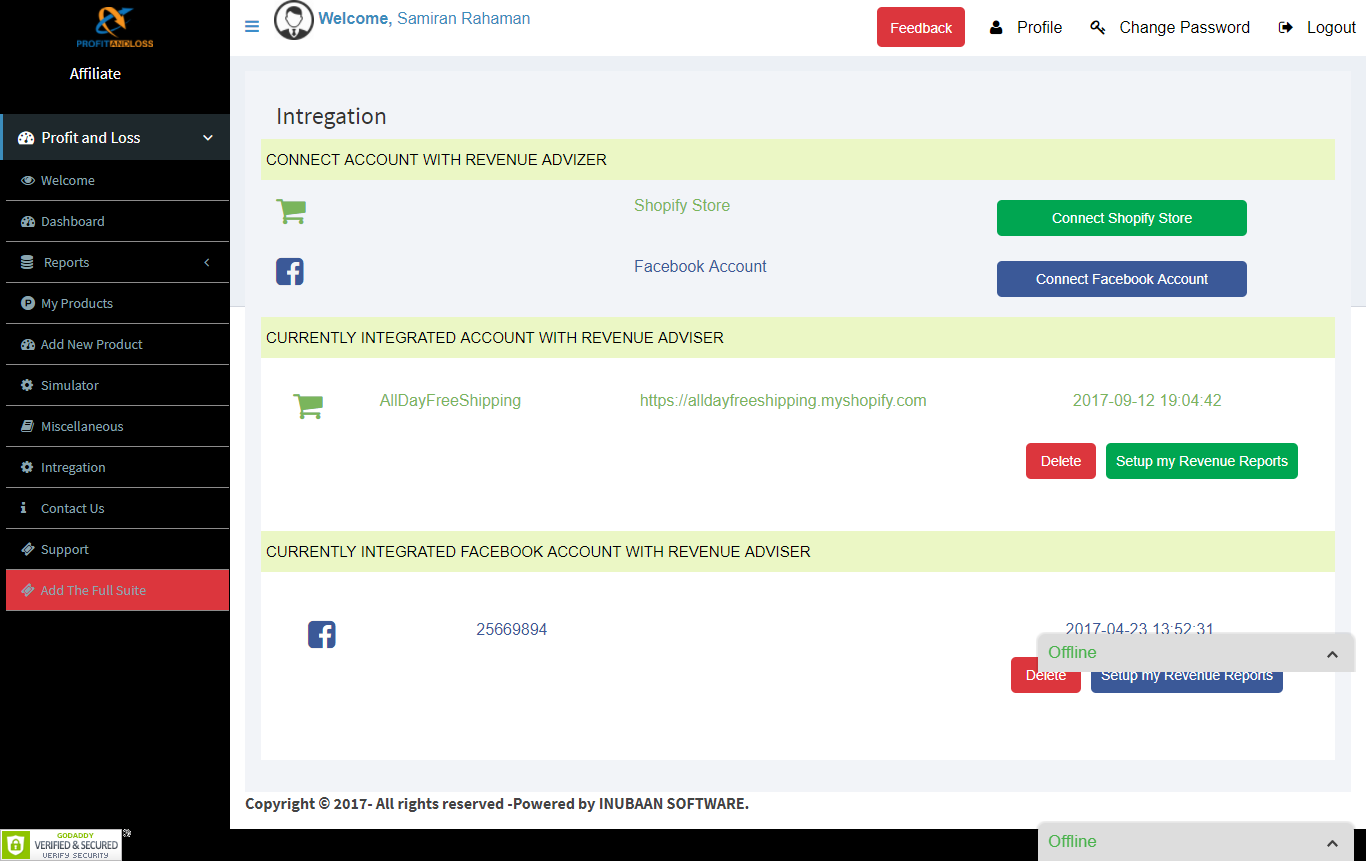 PROFITANDLOSS
Affiliate
Profit and Loss
Welcome
Dashboard
Reports
My Products
Add New Product
Simulator
Miscellaneous
Intregation
Contact Us
Support
Add The Full Suite
GODADDY
VERIFIED & SECURED
VERIFY SECURITY
Welcome, Samiran Rahaman
Feedback
Profile
Change Password
Logout
Intregation
CONNECT ACCOUNT WITH REVENUE ADVIZER
Shopify Store
Connect Shopify Store
Facebook Account
Connect Facebook Account
CURRENTLY INTEGRATED ACCOUNT WITH REVENUE ADVISER
AllDayFreeShipping
https://alldayfreeshipping.myshopify.com
2017-09-12 19:04:42
Delete
Setup my Revenue Reports
CURRENTLY INTEGRATED FACEBOOK ACCOUNT WITH REVENUE ADVISER
25669894
2017-04-23 13:52:31
Offline
Delete
Setup my Revenue Reports
Copyright © 2017- All rights reserved -Powered by INUBAAN SOFTWARE.
Offline